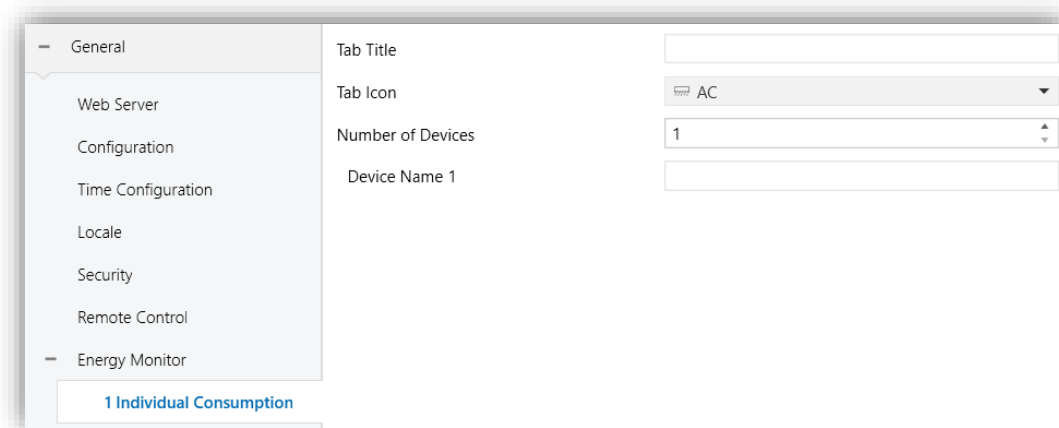 General
Web Server
Configuration
Time Configuration
Locale
Security
Remote Control
Energy Monitor
1 Individual Consumption
Tab Title
Tab Icon
AC
Number of Devices
1
Device Name 1